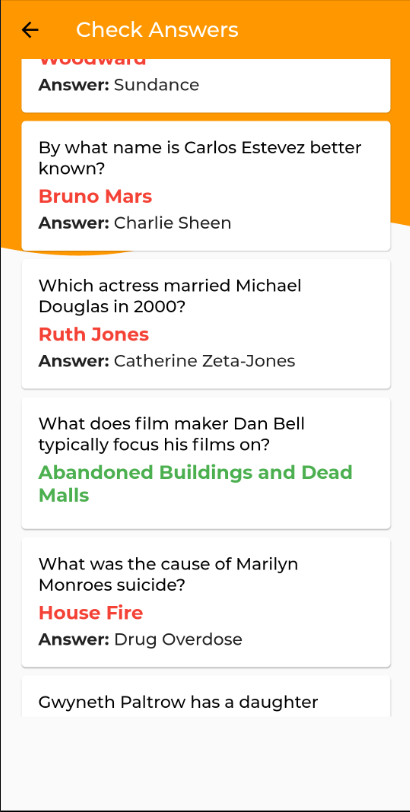 Check Answers
Woodward
Answer: Sundance
By what name is Carlos Estevez better
known?
Bruno Mars
Answer: Charlie Sheen
Which actress married Michael
Douglas in 2000?
Ruth Jones
Answer: Catherine Zeta-Jones
What does film maker Dan Bell
typically focus his films on?
Abandoned Buildings and Dead
Malls
What was the cause of Marilyn
Monroes suicide?
House Fire
Answer: Drug Overdose
Gwyneth Paltrow has a daughter